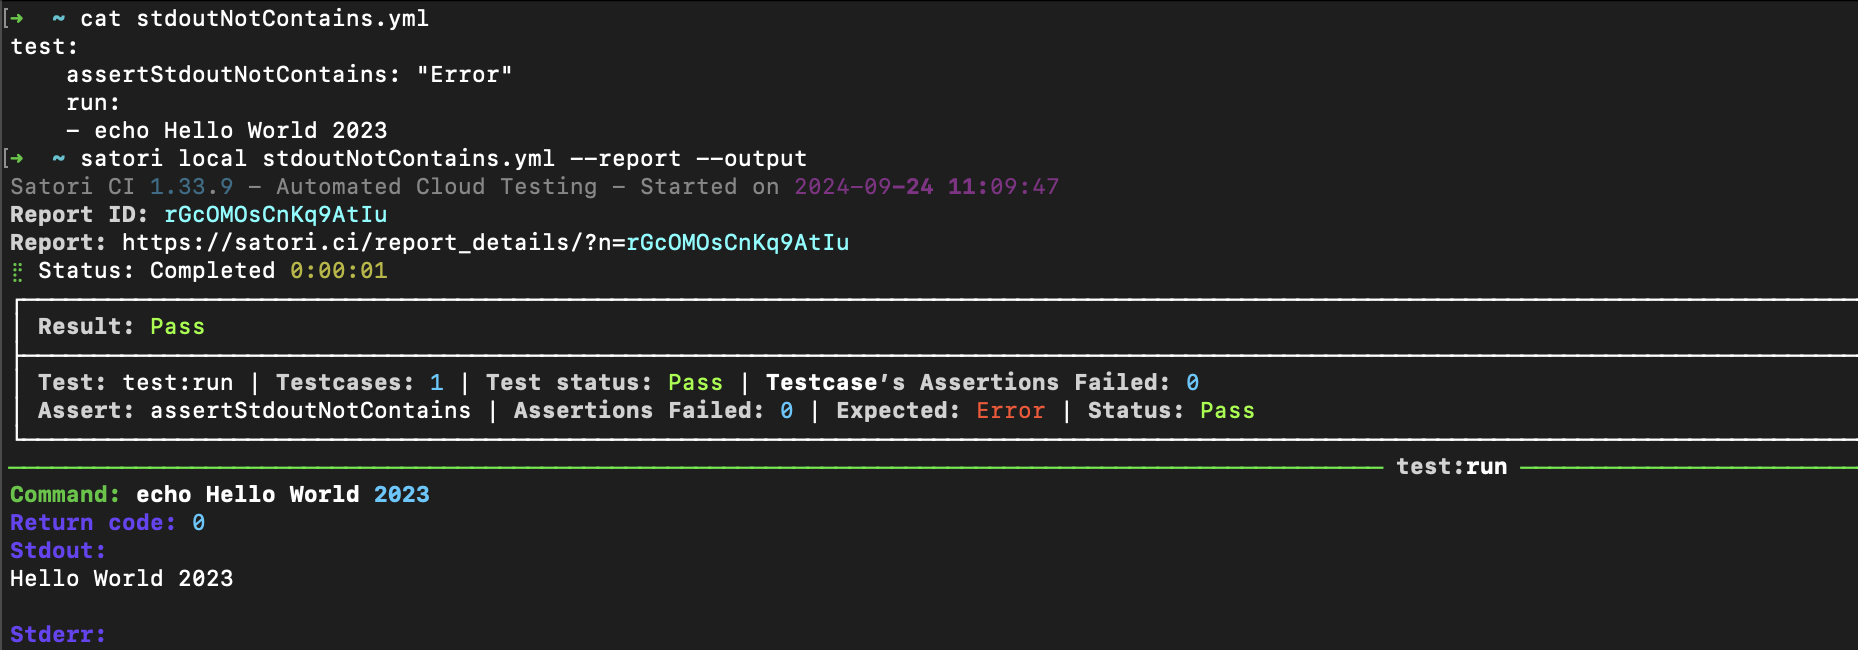 [➜  ~ cat stdoutNotContains.yml
test:
    assertStdoutNotContains: "Error"
    run:
    - echo Hello World 2023
[➜  ~ satori local stdoutNotContains.yml --report --output
Satori CI 1.33.9 - Automated Cloud Testing - Started on 2024-09-24 11:09:47
Report ID: rGcOMOsCnKq9AtIu
Report: https://satori.ci/report_details/?n=rGcOMOsCnKq9AtIu
⣟ Status: Completed 0:00:01
Result: Pass
Test: test:run | Testcases: 1 | Test status: Pass | Testcase’s Assertions Failed: 0
Assert: assertStdoutNotContains | Assertions Failed: 0 | Expected: Error | Status: Pass
test:run
Command: echo Hello World 2023
Return code: 0
Stdout:
Hello World 2023
Stderr: